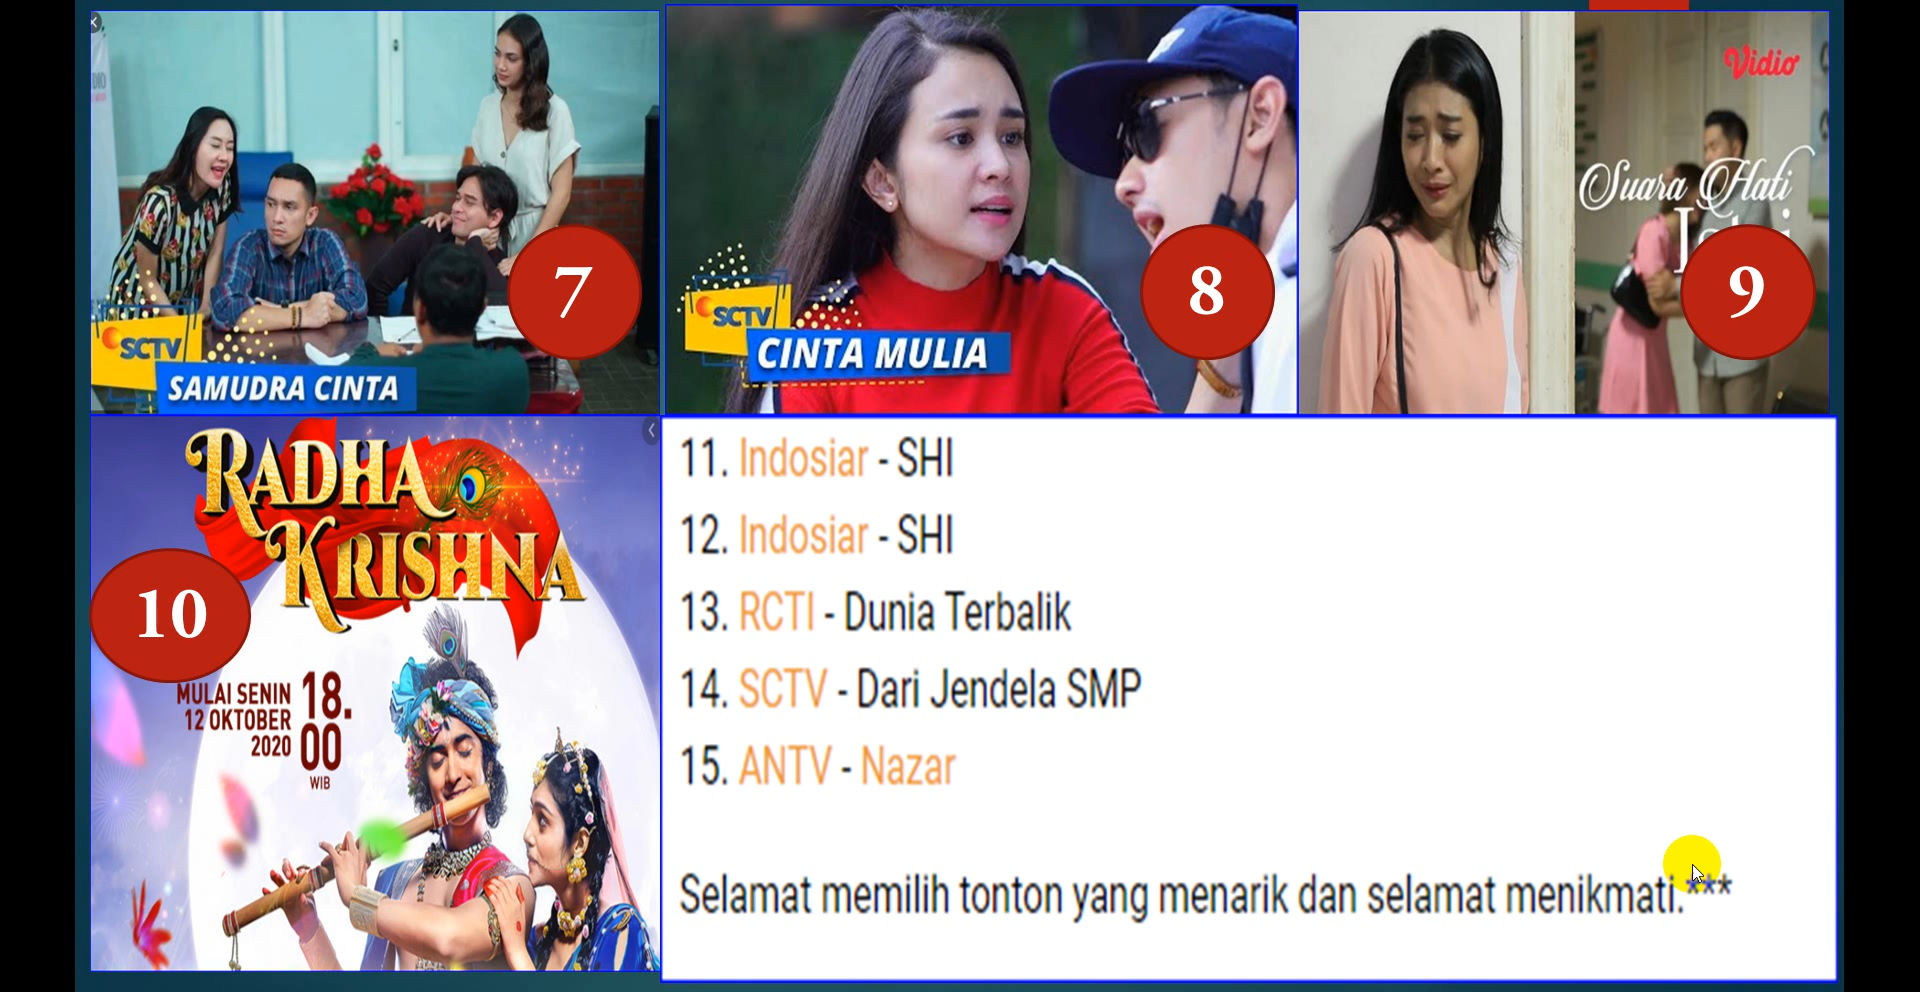 DIO
SCTV
SAMUDRA CINTA
7
SCTV
CINTA MULIA
8
Vidio
Suara Hati
9
RADHA
KRISHNA
10
MULAI SENIN
12 OKTOBER
2020
18.
00
WIB
11. Indosiar - SHI
12. Indosiar - SHI
13. RCTI - Dunia Terbalik
14. SCTV - Dari Jendela SMP
15. ANTV - Nazar
Selamat memilih tonton yang menarik dan selamat menikmati.***